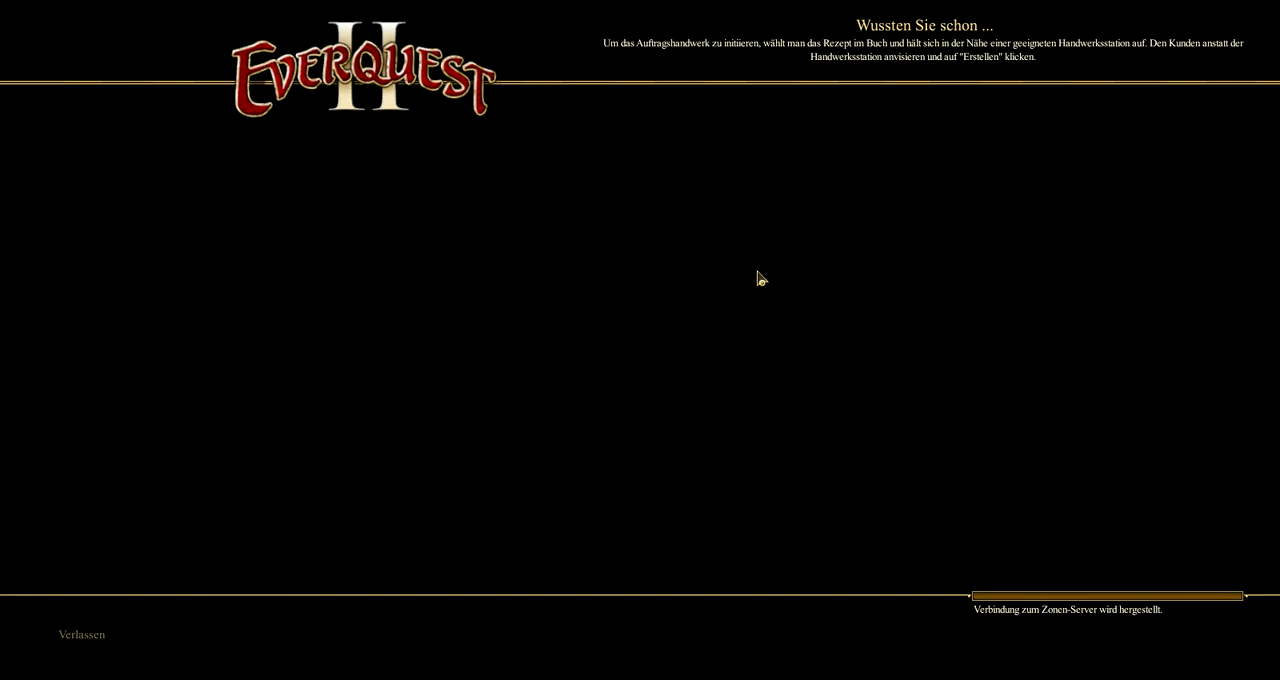 EVERQUEST II
Wussten Sie schon ...
Um das Auftragshandwerk zu initiieren, wählt man das Rezept im Buch und hält sich in der Nähe einer geeigneten Handwerksstation auf. Den Kunden anstatt der
Handwerksstation anvisieren und auf "Erstellen" klicken.
Verbindung zum Zonen-Server wird hergestellt.
Verlassen